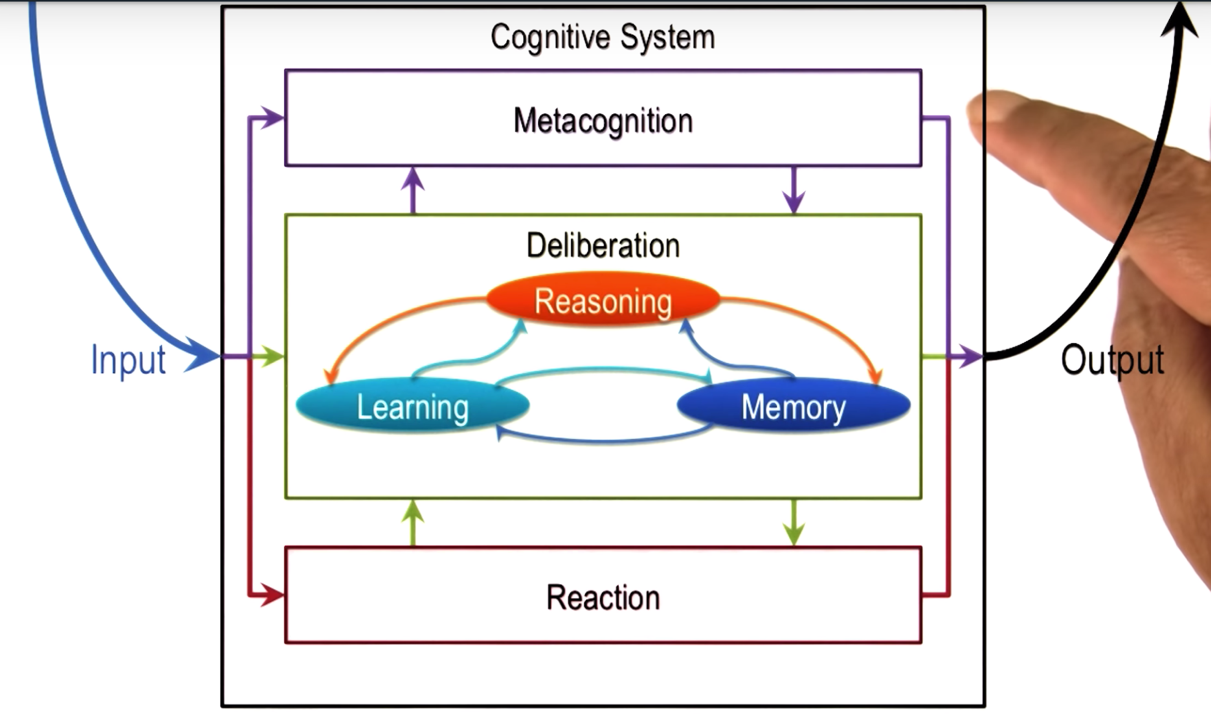 Cognitive System
Metacognition
Deliberation
Reasoning
Input
Output
Learning
Memory
Reaction